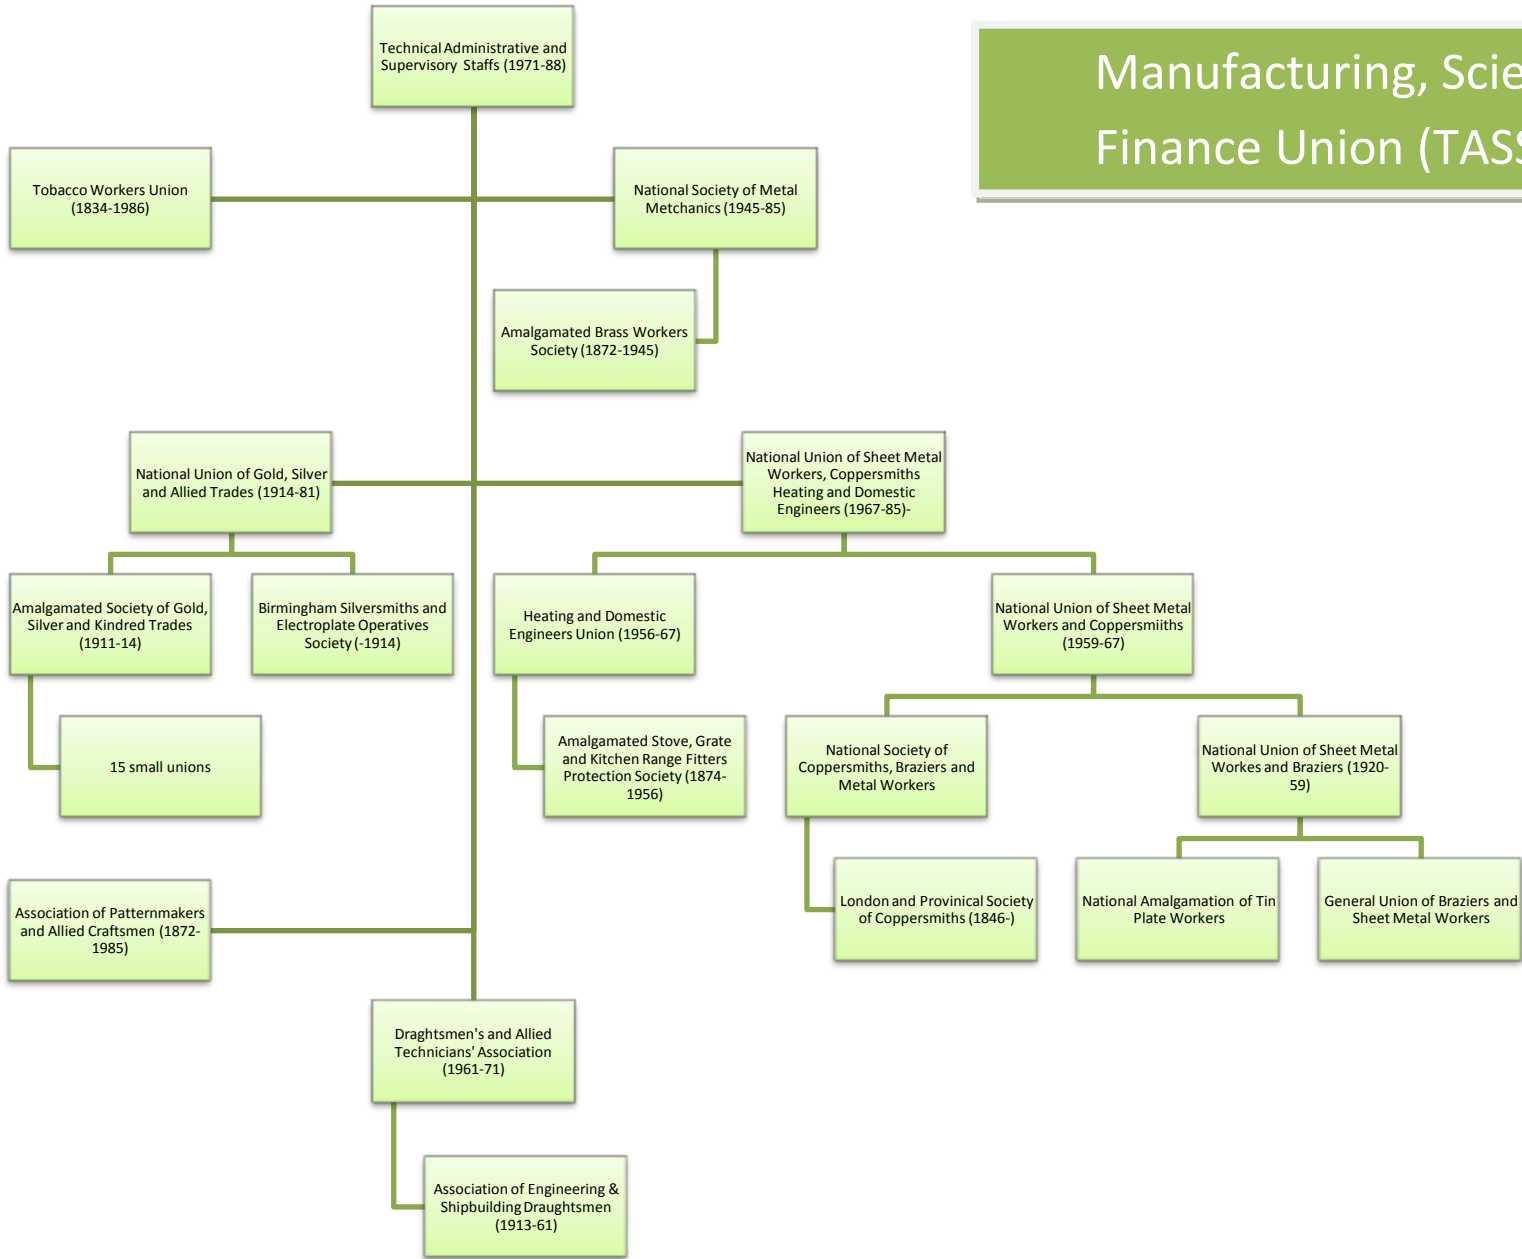 Technical Administrative and
Supervisory Staffs (1971-88)
Manufacturing, Scie
Finance Union (TASS
Tobacco Workers Union
(1834-1986)
National Society of Metal
Metchanics (1945-85)
Amalgamated Brass Workers
Society (1872-1945)
National Union of Gold, Silver
and Allied Trades (1914-81)
National Union of Sheet Metal
Workers, Coppersmiths
Heating and Domestic
Engineers (1967-85)-
Amalgamated Society of Gold,
Silver and Kindred Trades
(1911-14)
Birmingham Silversmiths and
Electroplate Operatives
Society (-1914)
Heating and Domestic
Engineers Union (1956-67)
National Union of Sheet Metal
Workers and Coppersmiiths
(1959-67)
15 small unions
Amalgamated Stove, Grate
and Kitchen Range Fitters
Protection Society (1874-
1956)
National Society of
Coppersmiths, Braziers and
Metal Workers
National Union of Sheet Metal
Workes and Braziers (1920-
59)
London and Provinical Society
of Coppersmiths (1846-)
National Amalgamation of Tin
Plate Workers
General Union of Braziers and
Sheet Metal Workers
Association of Patternmakers
and Allied Craftsmen (1872-
1985)
Draghtsmen's and Allied
Technicians' Association
(1961-71)
Association of Engineering &
Shipbuilding Draughtsmen
(1913-61)